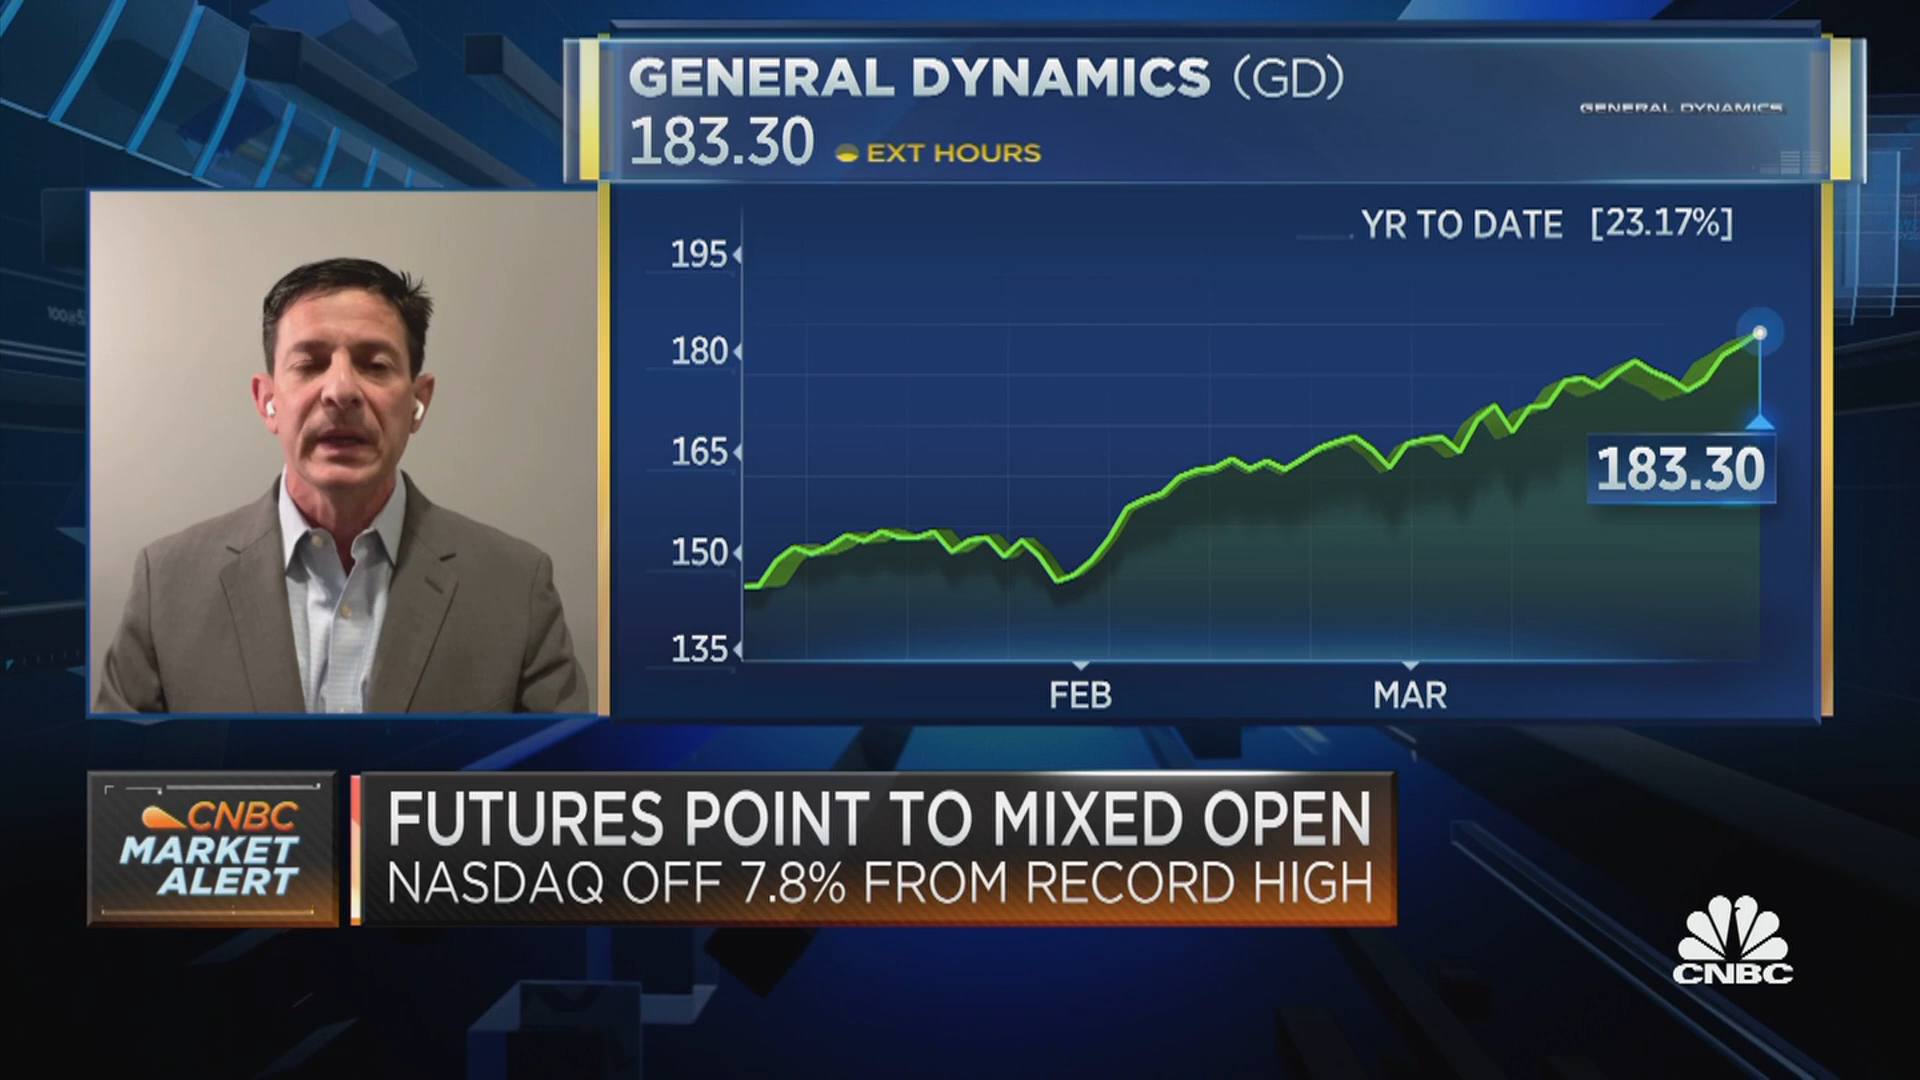 GENERAL DYNAMICS (GD)
183.30 EXT HOURS
GENERAL DYNAMICS
YR TO DATE [23.17%]
195
180
165
150
135
183.30
FEB MAR
CNBC
MARKET
ALERT
FUTURES POINT TO MIXED OPEN
NASDAQ OFF 7.8% FROM RECORD HIGH
CNBC